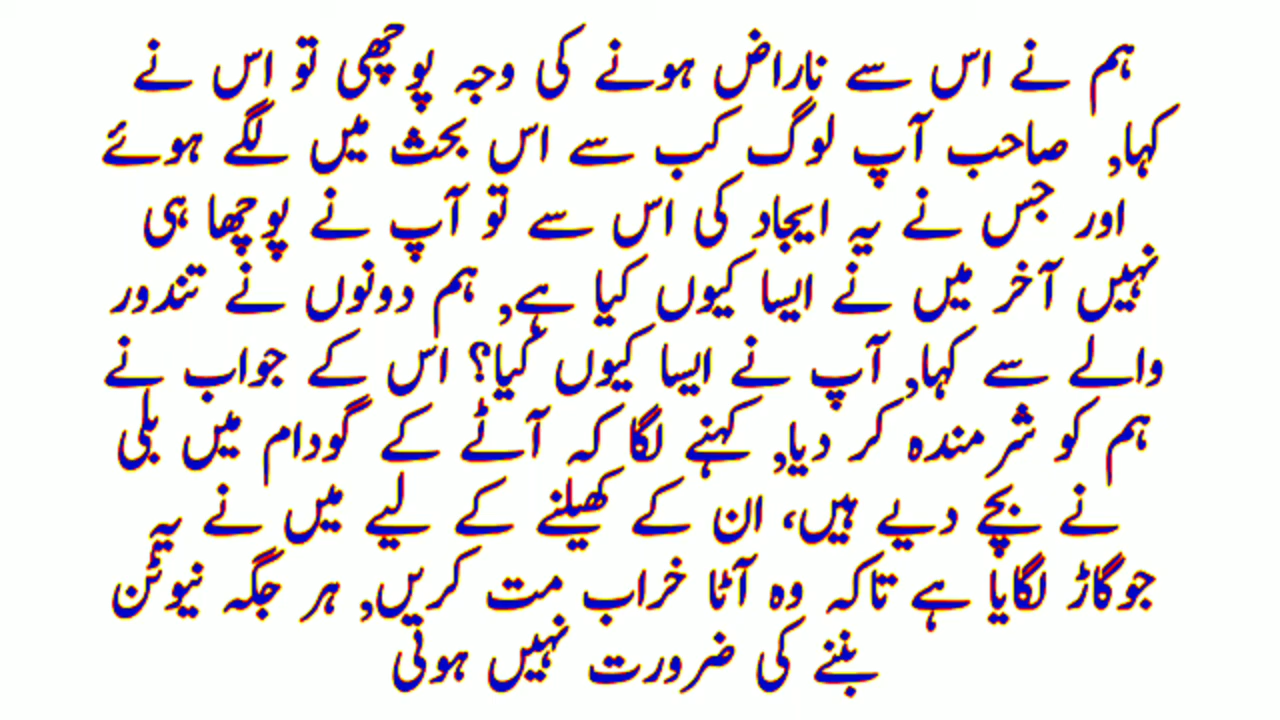 ہم نے اس سے ناراض ہونے کی وجہ پوچھی تو اس نے
کہا, صاحب آپ لوگ کب سے اس بحث میں لگے ہوئے
اور جس نے یہ ایجاد کی اس سے تو آپ نے پوچھا ہی
نہیں آخر میں نے ایسا کیوں کیا ہے, ہم دونوں نے تندور
والے سے کہا, آپ نے ایسا کیوں کیا؟ اس کے جواب نے
ہم کو شرمندہ کر دیا, کہنے لگا کہ آٹے کے گودام میں بلی
نے بچے دیے ہیں، ان کے کھیلنے کے لیے میں نے یہ
جوگاڑ لگایا ہے تاکہ وہ آٹا خراب مت کریں, ہر جگہ نیوٹن
بننے کی ضرورت نہیں ہوتی